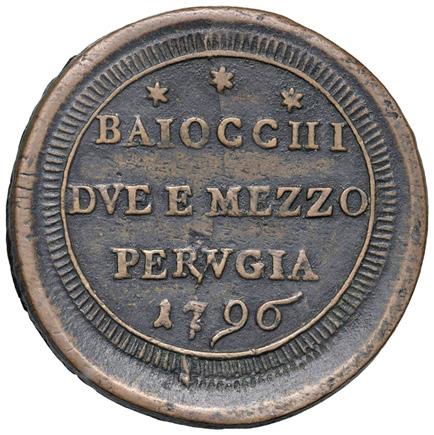 BAIOCCHI
DVE E MEZZO
PERVGIA
1796